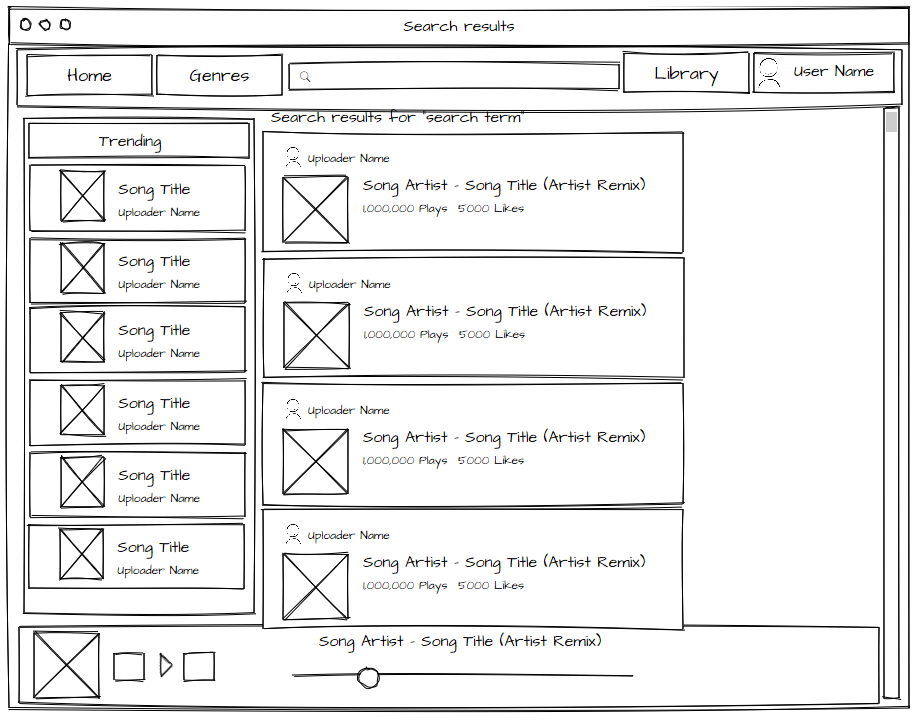 Search results
Home
Genres
Library
User Name
Search results for "search term"
Trending
Song Title
Uploader Name
Song Title
Uploader Name
Song Title
Uploader Name
Song Title
Uploader Name
Song Title
Uploader Name
Song Title
Uploader Name
Uploader Name
Song Artist - Song Title (Artist Remix)
1,000,000 Plays 5000 Likes
Uploader Name
Song Artist - Song Title (Artist Remix)
1,000,000 Plays 5000 Likes
Uploader Name
Song Artist - Song Title (Artist Remix)
1,000,000 Plays 5000 Likes
Uploader Name
Song Artist - Song Title (Artist Remix)
1,000,000 Plays 5000 Likes
Song Artist - Song Title (Artist Remix)